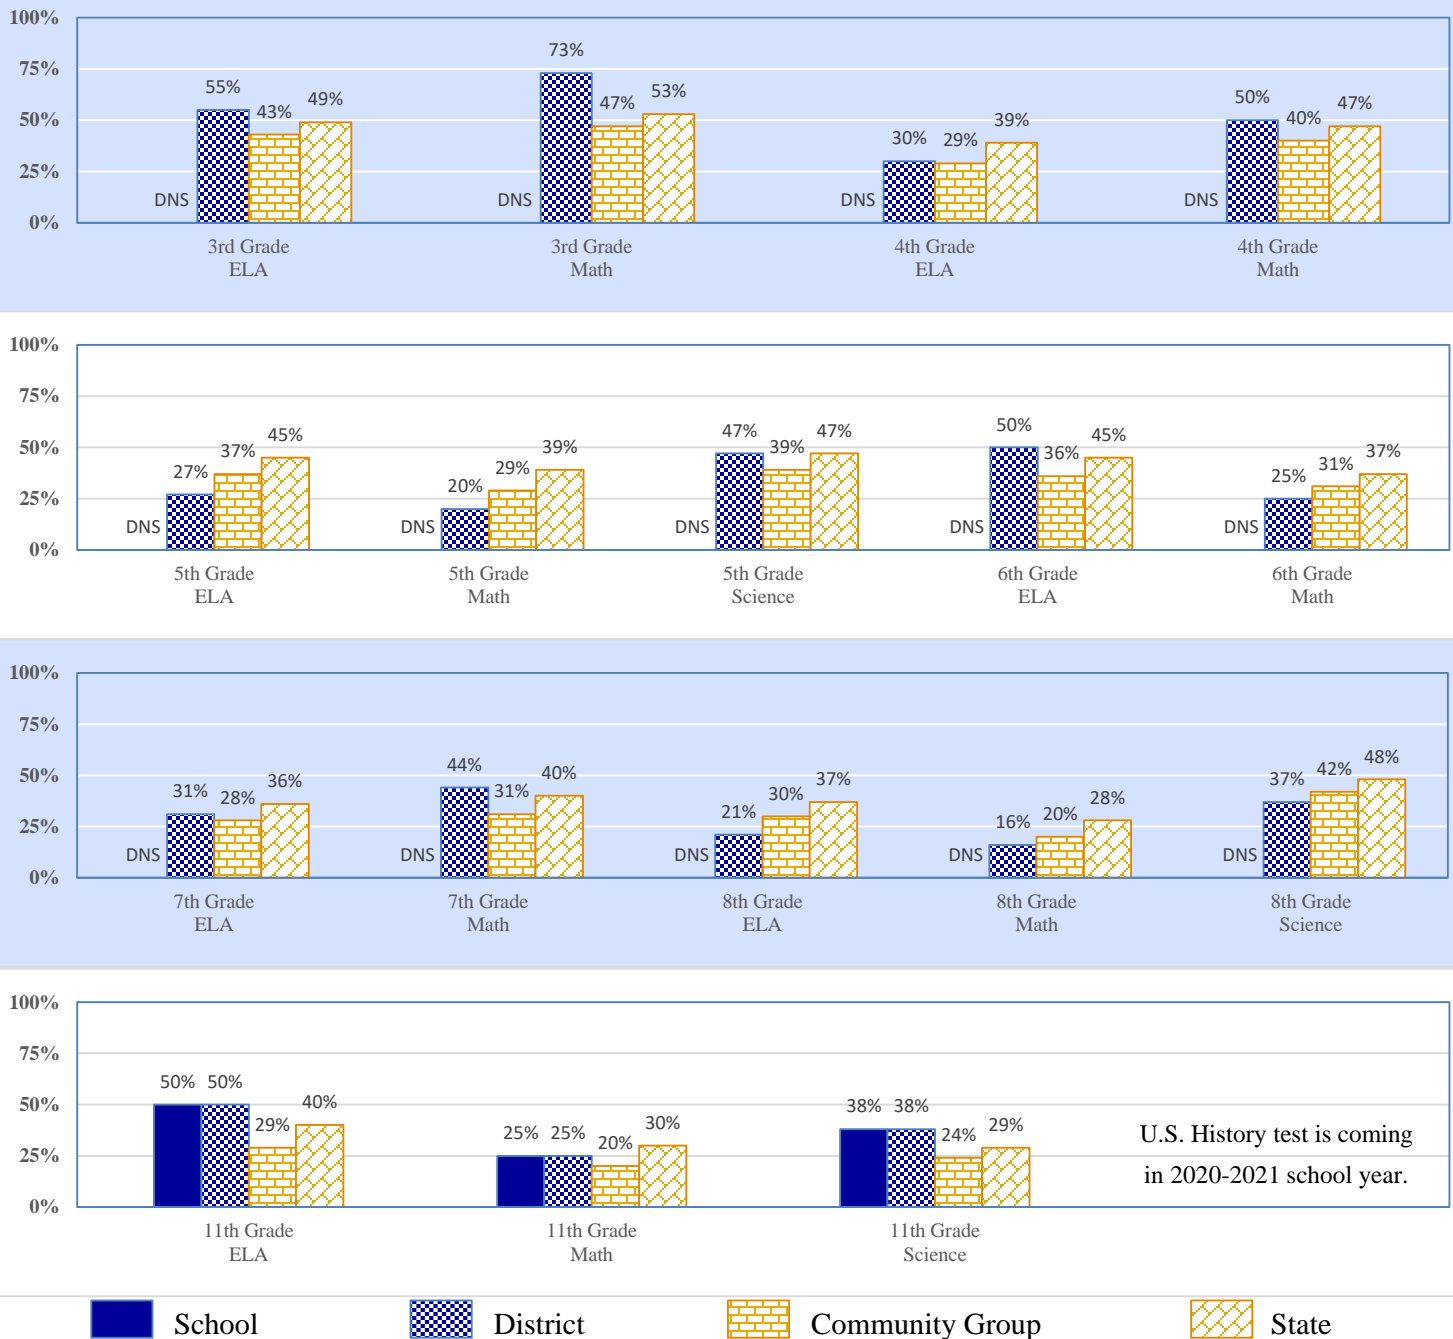 100%
75%
50%
25%
0%
DNS 55% 43% 49%
DNS 73% 47% 53%
DNS 30% 29% 39%
DNS 50% 40% 47%
3rd Grade
ELA
3rd Grade
Math
4th Grade
ELA
4th Grade
Math
100%
75%
50%
25%
0%
DNS 27% 37% 45%
DNS 20% 29% 39%
DNS 47% 39% 47%
DNS 50% 36% 45%
DNS 25% 31% 37%
5th Grade
ELA
5th Grade
Math
5th Grade
Science
6th Grade
ELA
6th Grade
Math
100%
75%
50%
25%
0%
DNS 31% 28% 36%
DNS 44% 31% 40%
DNS 21% 30% 37%
DNS 16% 20% 28%
DNS 37% 42% 48%
7th Grade
ELA
7th Grade
Math
8th Grade
ELA
8th Grade
Math
8th Grade
Science
100%
75%
50%
25%
0%
50% 50% 29% 40%
25% 25% 20% 30%
38% 38% 24% 29%
U.S. History test is coming
in 2020-2021 school year.
11th Grade
ELA
11th Grade
Math
11th Grade
Science
School District Community Group State